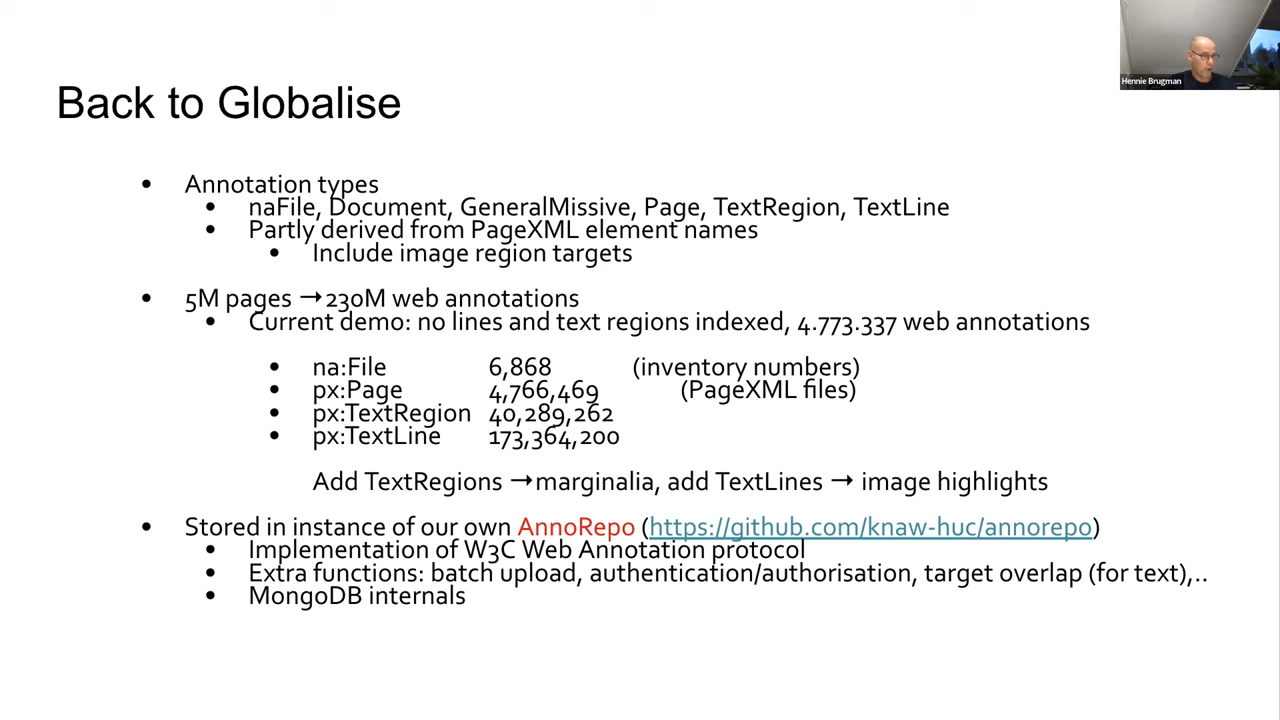 Hennie Brugman
Back to Globalise
• Annotation types
• naFile, Document, GeneralMissive, Page, TextRegion, TextLine
• Partly derived from PageXML element names
• Include image region targets
• 5M pages → 230M web annotations
• Current demo: no lines and text regions indexed, 4.773.337 web annotations
• na:File 6,868 (inventory numbers)
• px:Page 4,766,469 (PageXML files)
• px:TextRegion 40,289,262
• px:TextLine 173,364,200
Add TextRegions → marginalia, add TextLines → image highlights
• Stored in instance of our own AnnoRepo (https://github.com/knaw-huc/annorepo)
• Implementation of W3C Web Annotation protocol
• Extra functions: batch upload, authentication/authorisation, target overlap (for text),..
• MongoDB internals